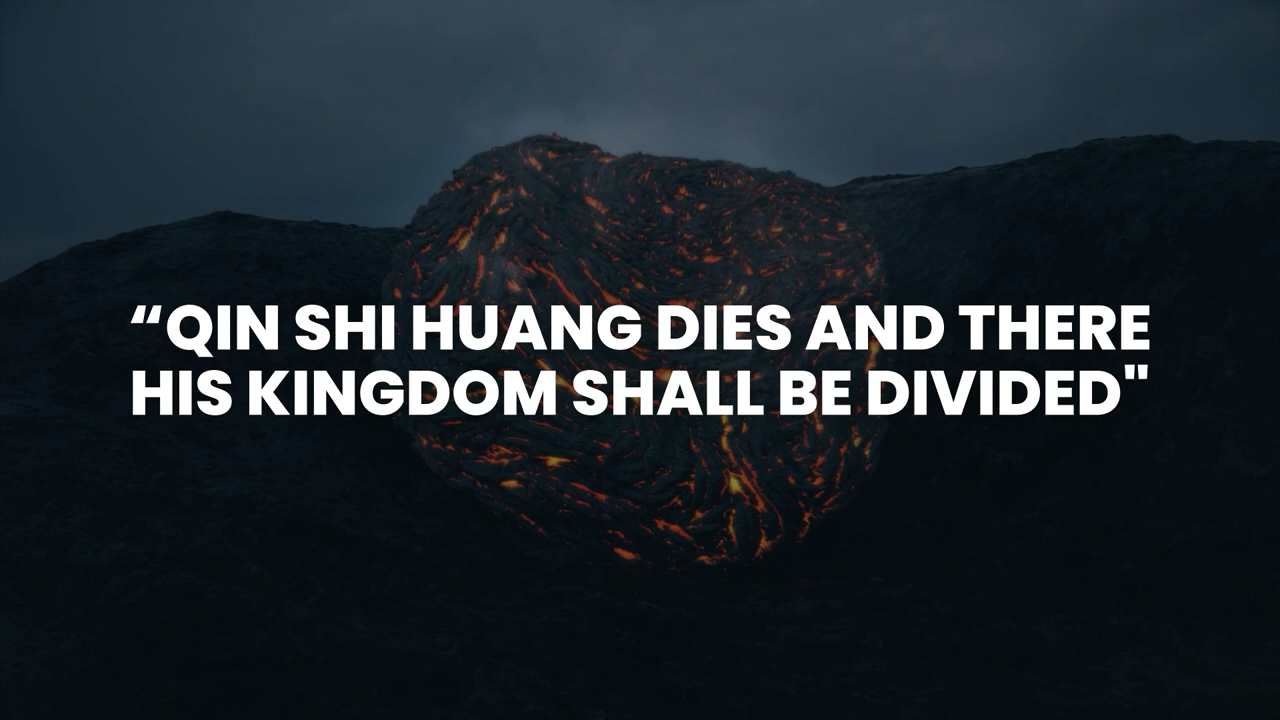 “QIN SHI HUANG DIES AND THERE
HIS KINGDOM SHALL BE DIVIDED"